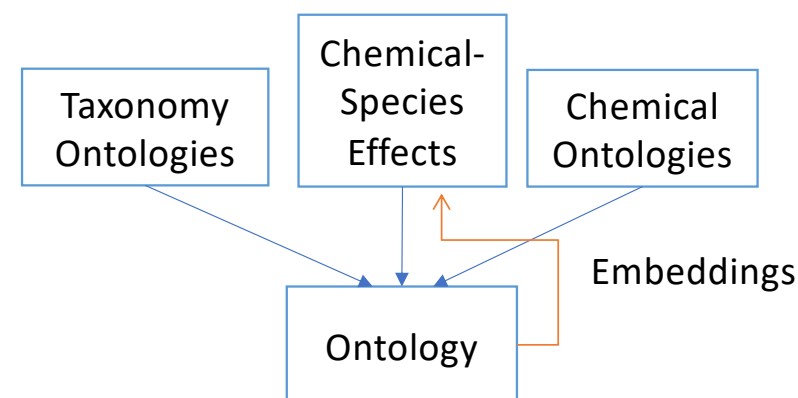 Taxonomy
Ontologies
Chemical-
Species
Effects
Chemical
Ontologies
Embeddings
Ontology